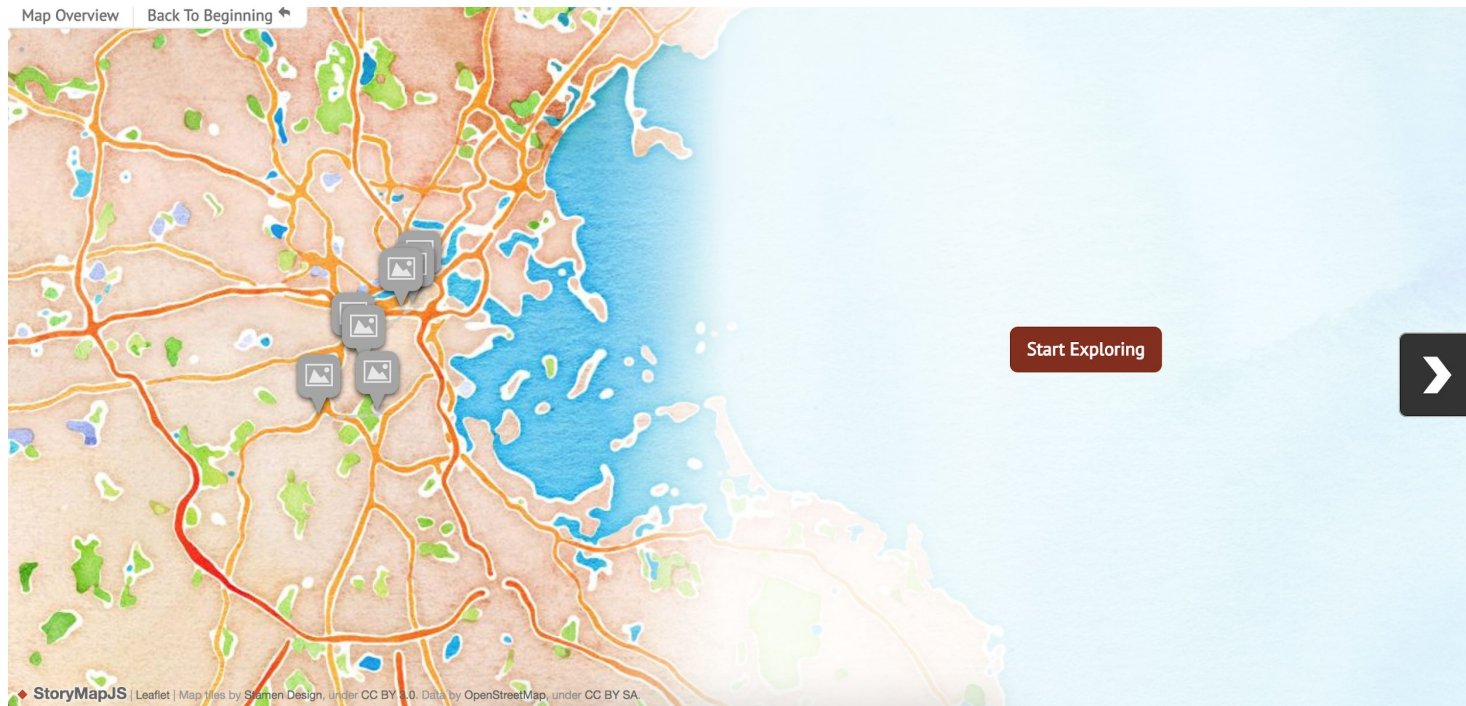 Map Overview
Back To Beginning
Start Exploring
StoryMapJS | Leaflet | Map tiles by Stamen Design, under CC BY 3.0. Data by OpenStreetMap, under CC BY SA.